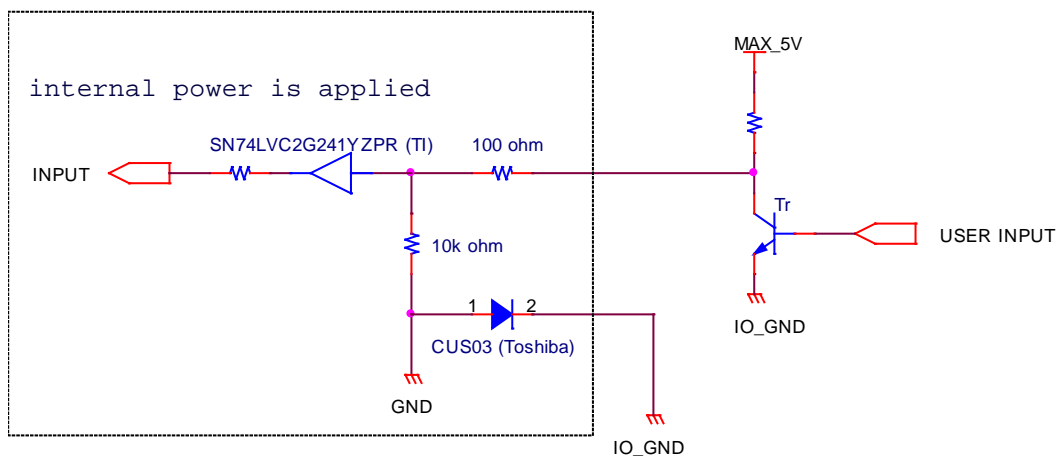 MAX_5V
internal power is applied
SN74LVC2G241YZPR (TI)
100 ohm
INPUT
Tr
USER INPUT
10k ohm
1
2
IO_GND
CUS03 (Toshiba)
GND
IO_GND